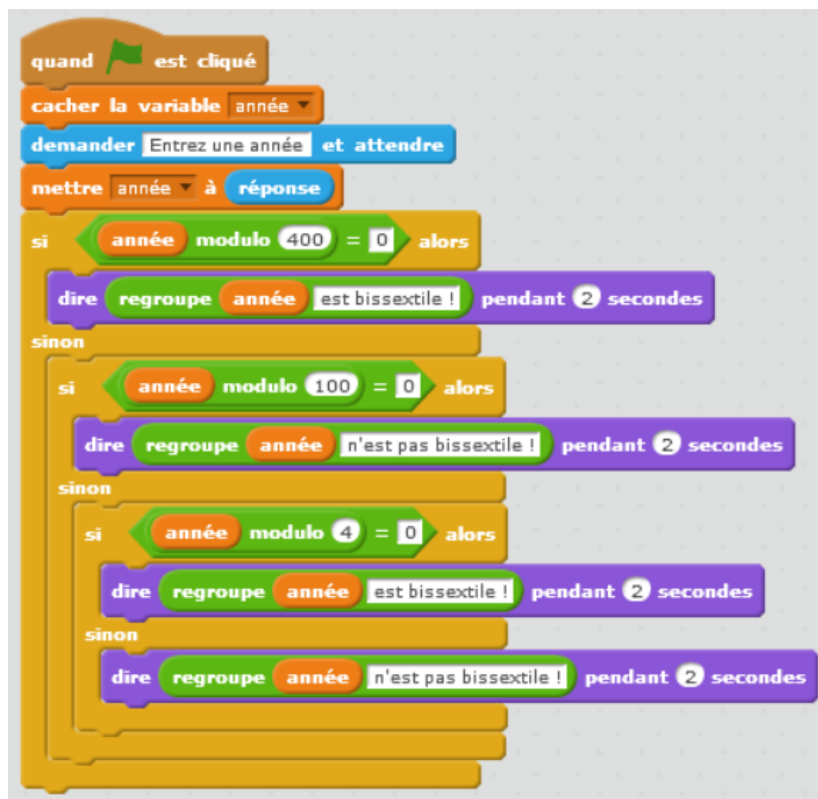 quand est cliqué
cacher la variable année
demander Entrez une année et attendre
mettre année à réponse
si année modulo 400 = 0 alors
dire regroupe année est bissextile ! pendant 2 secondes
sinon
si année modulo 100 = 0 alors
dire regroupe année n'est pas bissextile ! pendant 2 secondes
sinon
si année modulo 4 = 0 alors
dire regroupe année est bissextile ! pendant 2 secondes
sinon
dire regroupe année n'est pas bissextile ! pendant 2 secondes